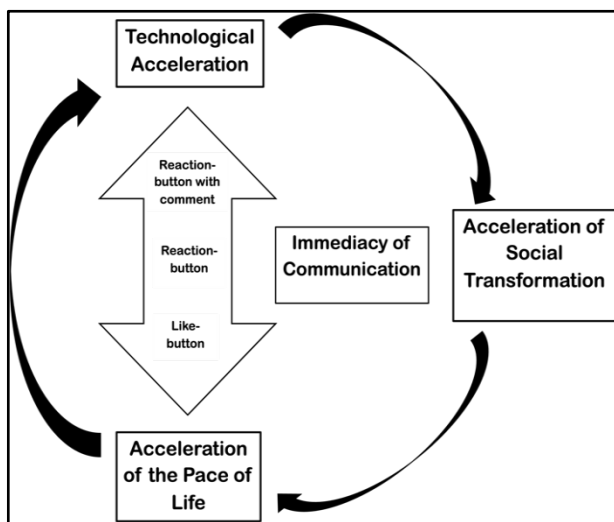 Technological
Acceleration
Reaction-
button with
comment
Reaction-
button
Like-
button
Immediacy of
Communication
Acceleration of
Social
Transformation
Acceleration
of the Pace of
Life